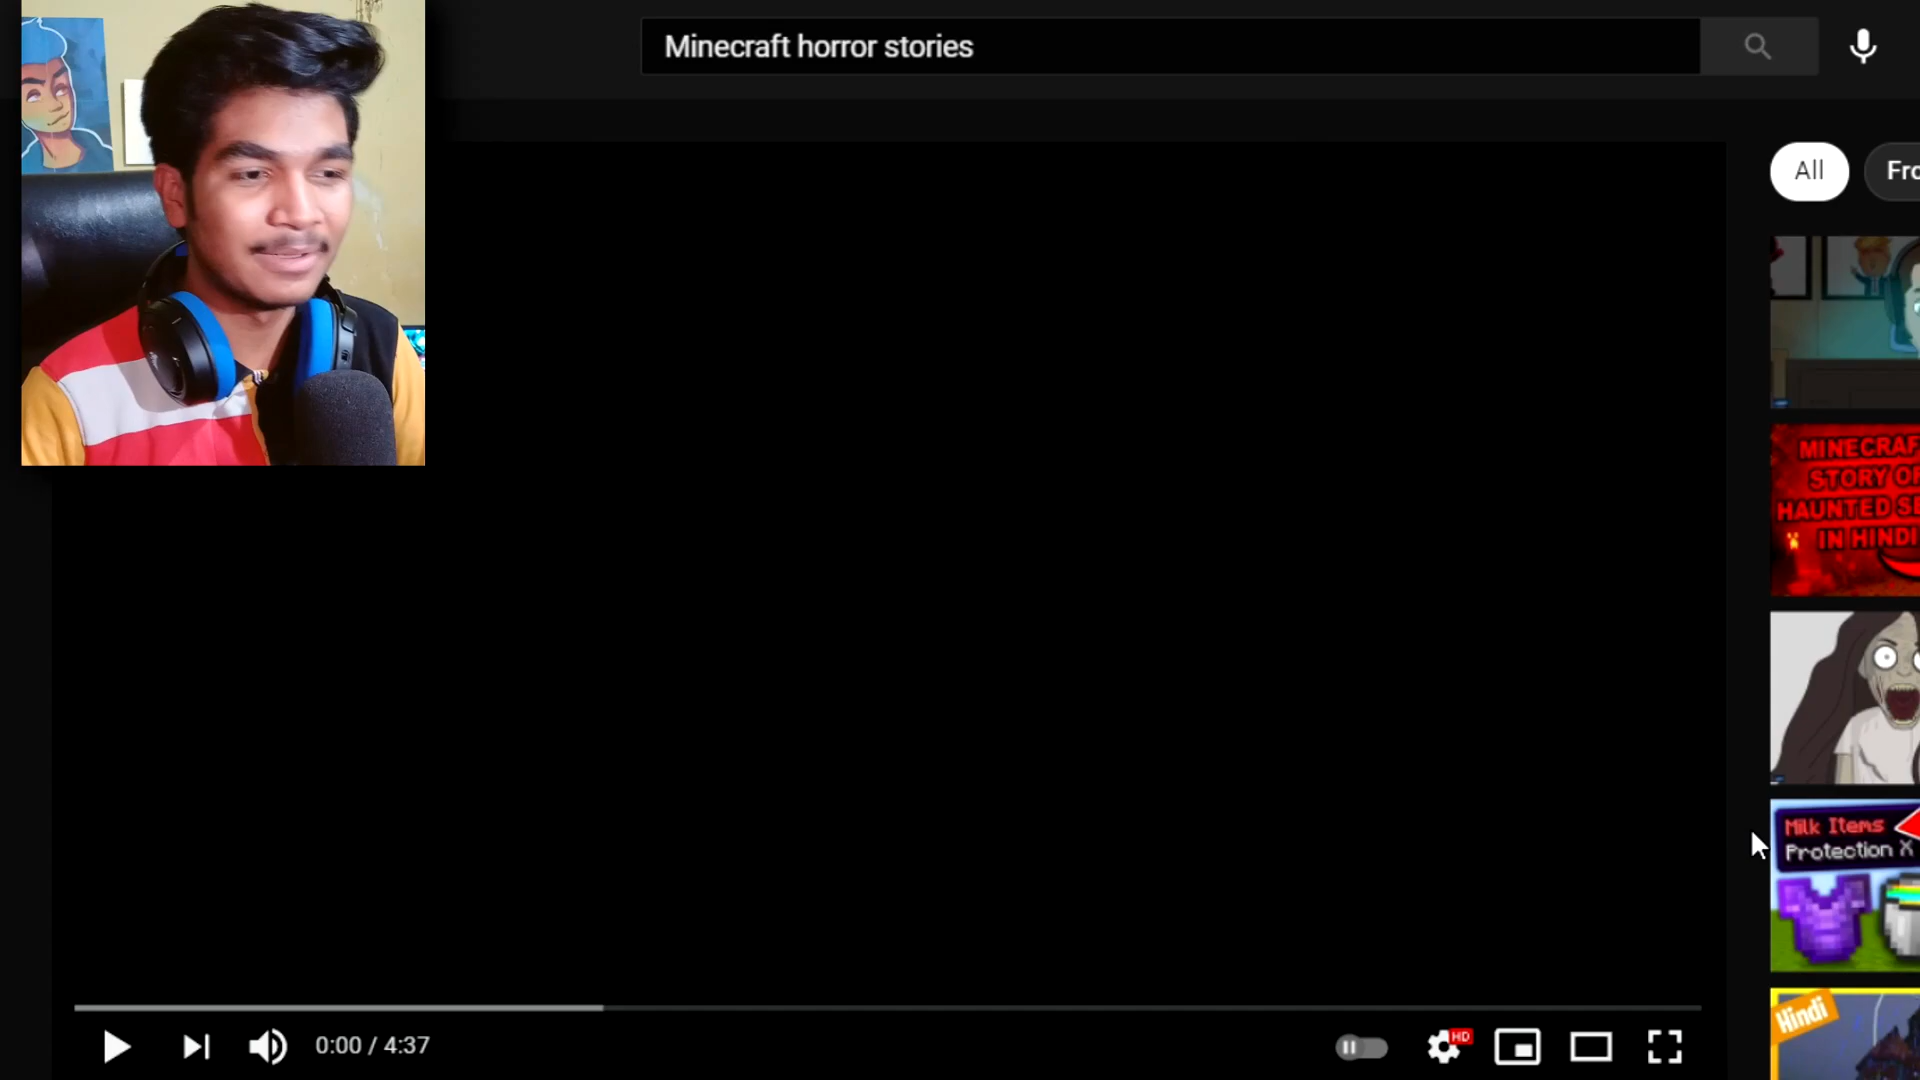 Minecraft horror stories
All
Fro
MINECRAF
STORY OF
HAUNTED SE
IN HINDI
Milk Items
Protection X
Hindi
0:00 / 4:37
HD